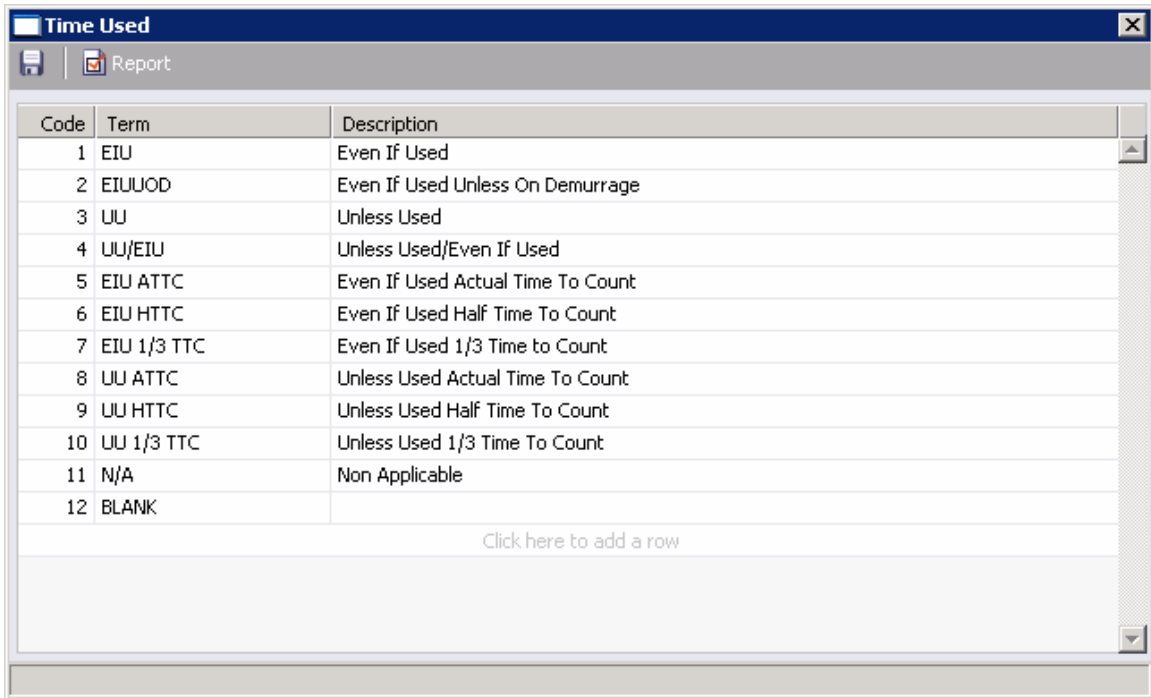 Time Used
Report
Code Term Description
1 EIU Even If Used
2 EIUUOD Even If Used Unless On Demurrage
3 UU Unless Used
4 UU/EIU Unless Used/Even If Used
5 EIU ATTC Even If Used Actual Time To Count
6 EIU HTTC Even If Used Half Time To Count
7 EIU 1/3 TTC Even If Used 1/3 Time to Count
8 UU ATTC Unless Used Actual Time To Count
9 UU HTTC Unless Used Half Time To Count
10 UU 1/3 TTC Unless Used 1/3 Time To Count
11 N/A Non Applicable
12 BLANK
Click here to add a row